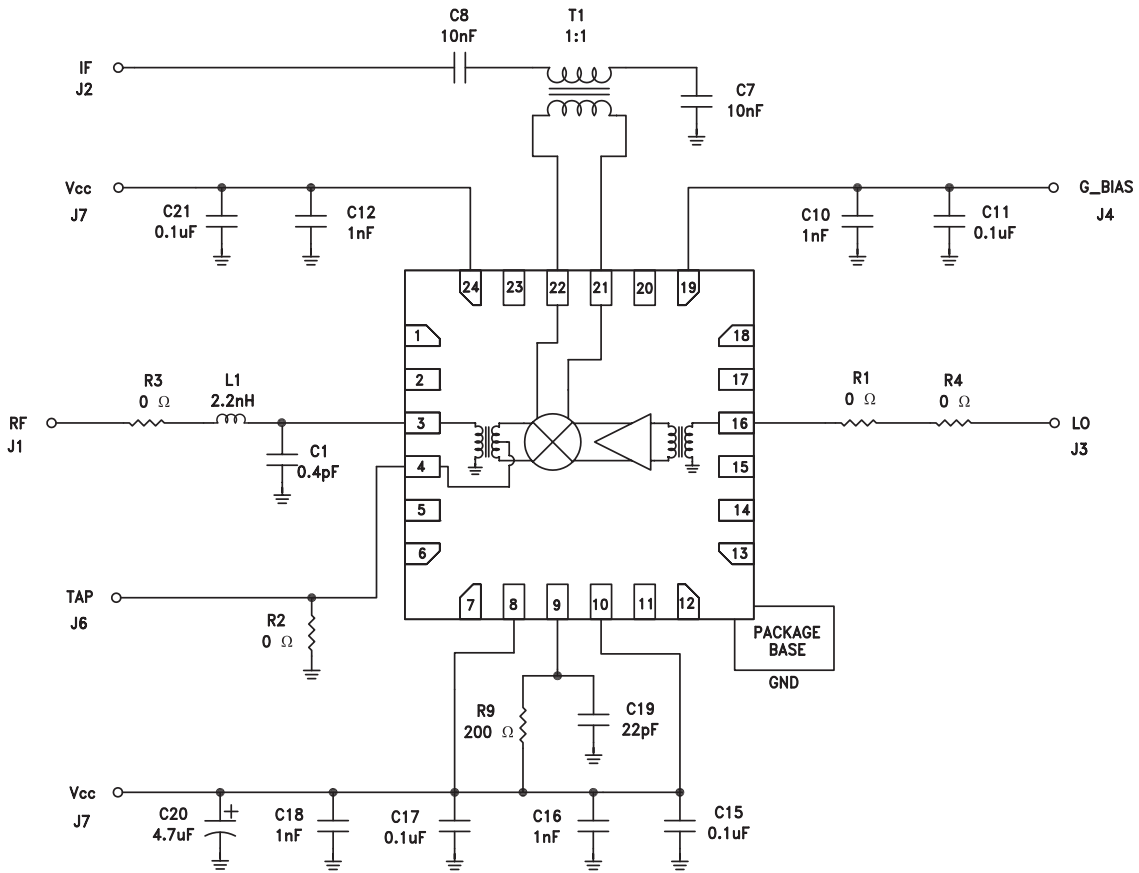 C8
10nF
T1
1:1
IF
J2
C7
10nF
Vcc
J7
C21
0.1uF
C12
1nF
C10
1nF
C11
0.1uF
G_BIAS
J4
24
23
22
21
20
19
1
2
3
4
5
6
18
17
16
15
14
13
7
8
9
10
11
12
RF
J1
R3
0 Ω
L1
2.2nH
C1
0.4pF
R1
0 Ω
R4
0 Ω
LO
J3
TAP
J6
R2
0 Ω
PACKAGE
BASE
GND
R9
200 Ω
C19
22pF
Vcc
J7
C20
4.7uF
+
C18
1nF
C17
0.1uF
C16
1nF
C15
0.1uF